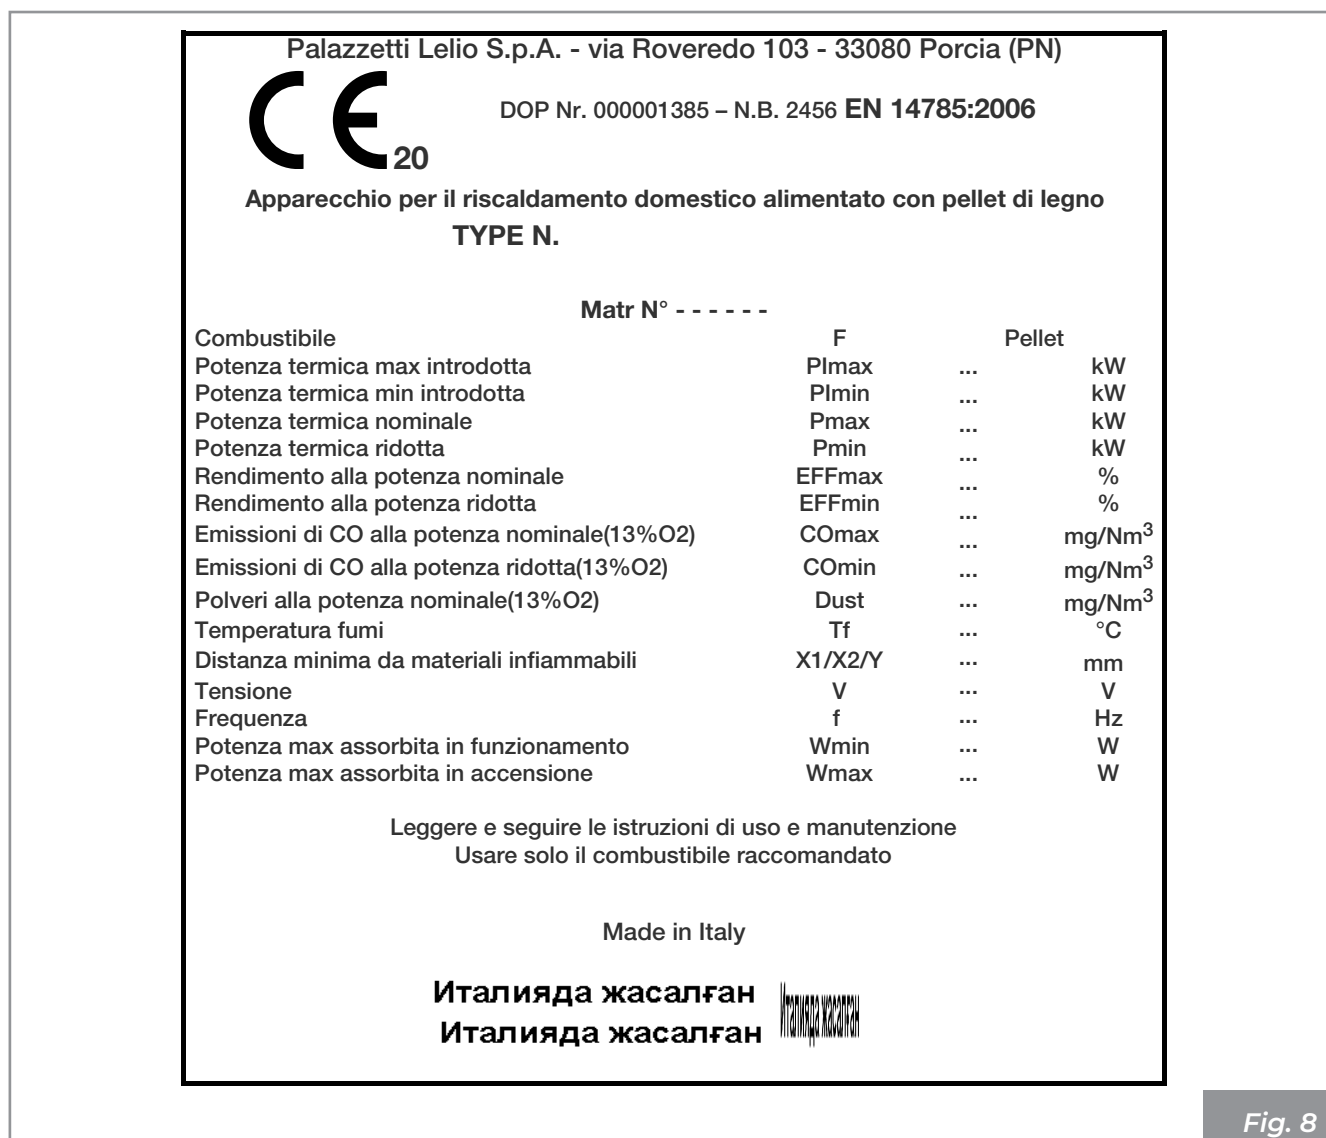 Palazzetti Lelio S.p.A. - via Roveredo 103 - 33080 Porcia (PN)
CE 20
DOP Nr. 000001385 – N.B. 2456 EN 14785:2006
Apparecchio per il riscaldamento domestico alimentato con pellet di legno
TYPE N.
Matr N° - - - - - -
Combustibile F Pellet
Potenza termica max introdotta PImax ... kW
Potenza termica min introdotta PImin ... kW
Potenza termica nominale Pmax ... kW
Potenza termica ridotta Pmin ... kW
Rendimento alla potenza nominale EFFmax ... %
Rendimento alla potenza ridotta EFFmin ... %
Emissioni di CO alla potenza nominale(13%O2) COmax ... mg/Nm³
Emissioni di CO alla potenza ridotta(13%O2) COmin ... mg/Nm³
Polveri alla potenza nominale(13%O2) Dust ... mg/Nm³
Temperatura fumi Tf ... °C
Distanza minima da materiali infiammabili X1/X2/Y ... mm
Tensione V ... V
Frequenza f ... Hz
Potenza max assorbita in funzionamento Wmin ... W
Potenza max assorbita in accensione Wmax ... W
Leggere e seguire le istruzioni di uso e manutenzione
Usare solo il combustibile raccomandato
Made in Italy
Италияда жасалған
Италияда жасалған
Италияда жасалған
Fig. 8